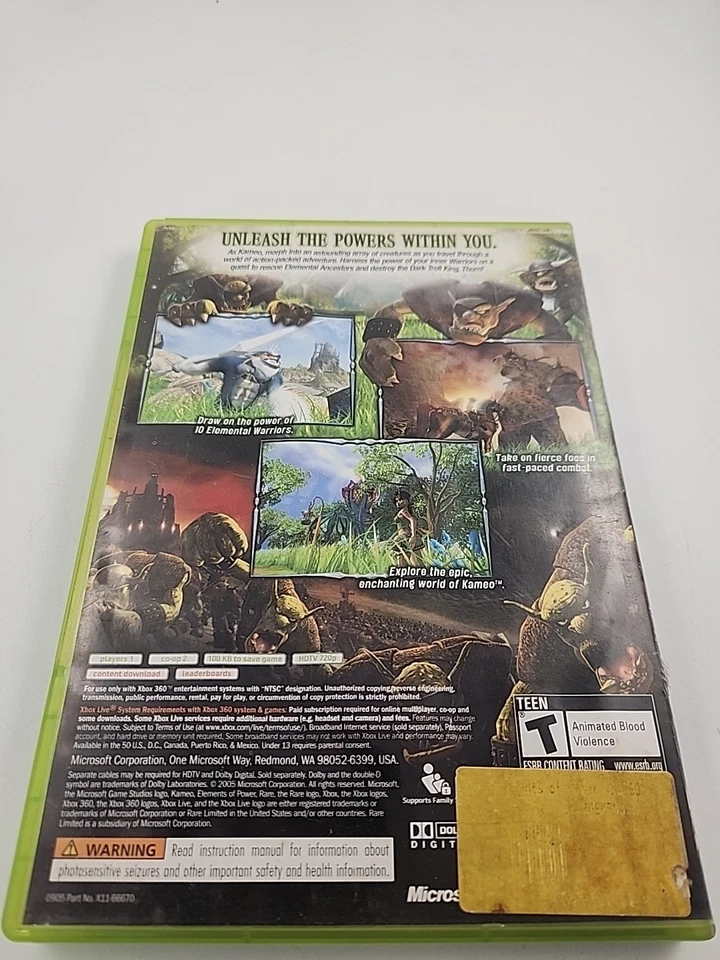 UNLEASH THE POWERS WITHIN YOU.
As Kameo, morph into an astounding array of creatures as you travel through a
world of action-packed adventure. Harness the power of your inner Warriors on a
quest to rescue Elemental Ancestors and destroy the Dark Troll King, Thorn!
Draw on the power of
10 Elemental Warriors.
Take on fierce foes in
fast-paced combat.
Explore the epic,
enchanting world of Kameo™.
players 1
co-op 2
100 KB to save game
HDTV 720p
content download
leaderboards
For use only with Xbox 360™ entertainment systems with "NTSC" designation. Unauthorized copying, reverse engineering,
transmission, public performance, rental, pay for play, or circumvention of copy protection is strictly prohibited.
Xbox Live® System Requirements with Xbox 360 system & games: Paid subscription required for online multiplayer, co-op and
some downloads. Some Xbox Live services require additional hardware (e.g. headset and camera) and fees. Features may change
without notice. Subject to Terms of Use (at www.xbox.com/live/termsofuse/). Broadband Internet service (sold separately), Passport
account, and hard drive or memory unit required. Some broadband services may not work with Xbox Live and performance may vary.
Available in the 50 U.S., D.C., Canada, Puerto Rico, & Mexico. Under 13 requires parental consent.
Microsoft Corporation, One Microsoft Way, Redmond, WA 98052-6399, USA.
Separate cables may be required for HDTV and Dolby Digital. Sold separately. Dolby and the double-D
symbol are trademarks of Dolby Laboratories. © 2005 Microsoft Corporation. All rights reserved. Microsoft,
the Microsoft Game Studios logo, Kameo, Elements of Power, Rare, the Rare logo, Xbox, the Xbox logos,
Xbox 360, the Xbox 360 logos, Xbox Live, and the Xbox Live logo are either registered trademarks or
trademarks of Microsoft Corporation or Rare Limited in the United States and/or other countries. Rare
Limited is a subsidiary of Microsoft Corporation.
TEEN
T
®
Animated Blood
Violence
ESRB CONTENT RATING www.esrb.org
Supports Family
DOL
DIGIT
WARNING Read instruction manual for information about
photosensitive seizures and other important safety and health information.
0905 Part No. X11-66670
Micros